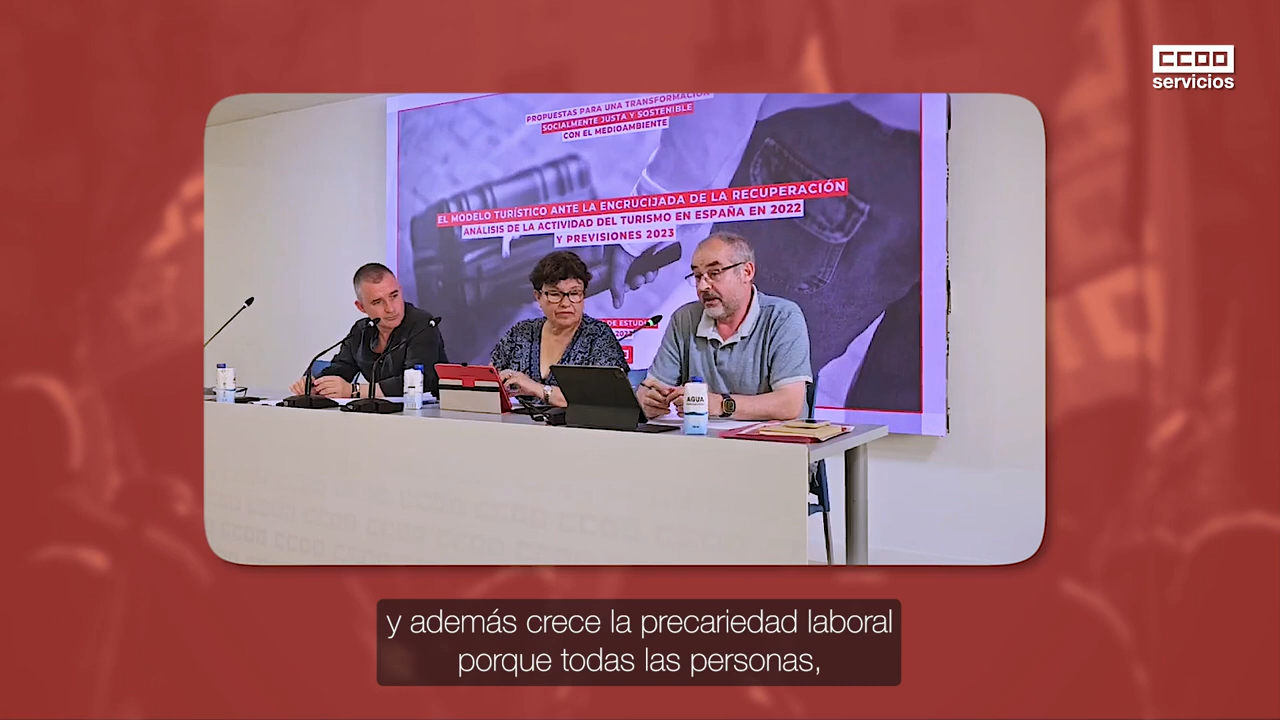 CCOO
servicios
PROPUESTAS PARA UNA TRANSFORMACIÓN
SOCIALMENTE JUSTA Y SOSTENIBLE
CON EL MEDIOAMBIENTE
EL MODELO TURÍSTICO ANTE LA ENCRUCIJADA DE LA RECUPERACIÓN
ANÁLISIS DE LA ACTIVIDAD DEL TURISMO EN ESPAÑA EN 2022
Y PREVISIONES 2023
DE
AGUA
y además crece la precariedad laboral
porque todas las personas,